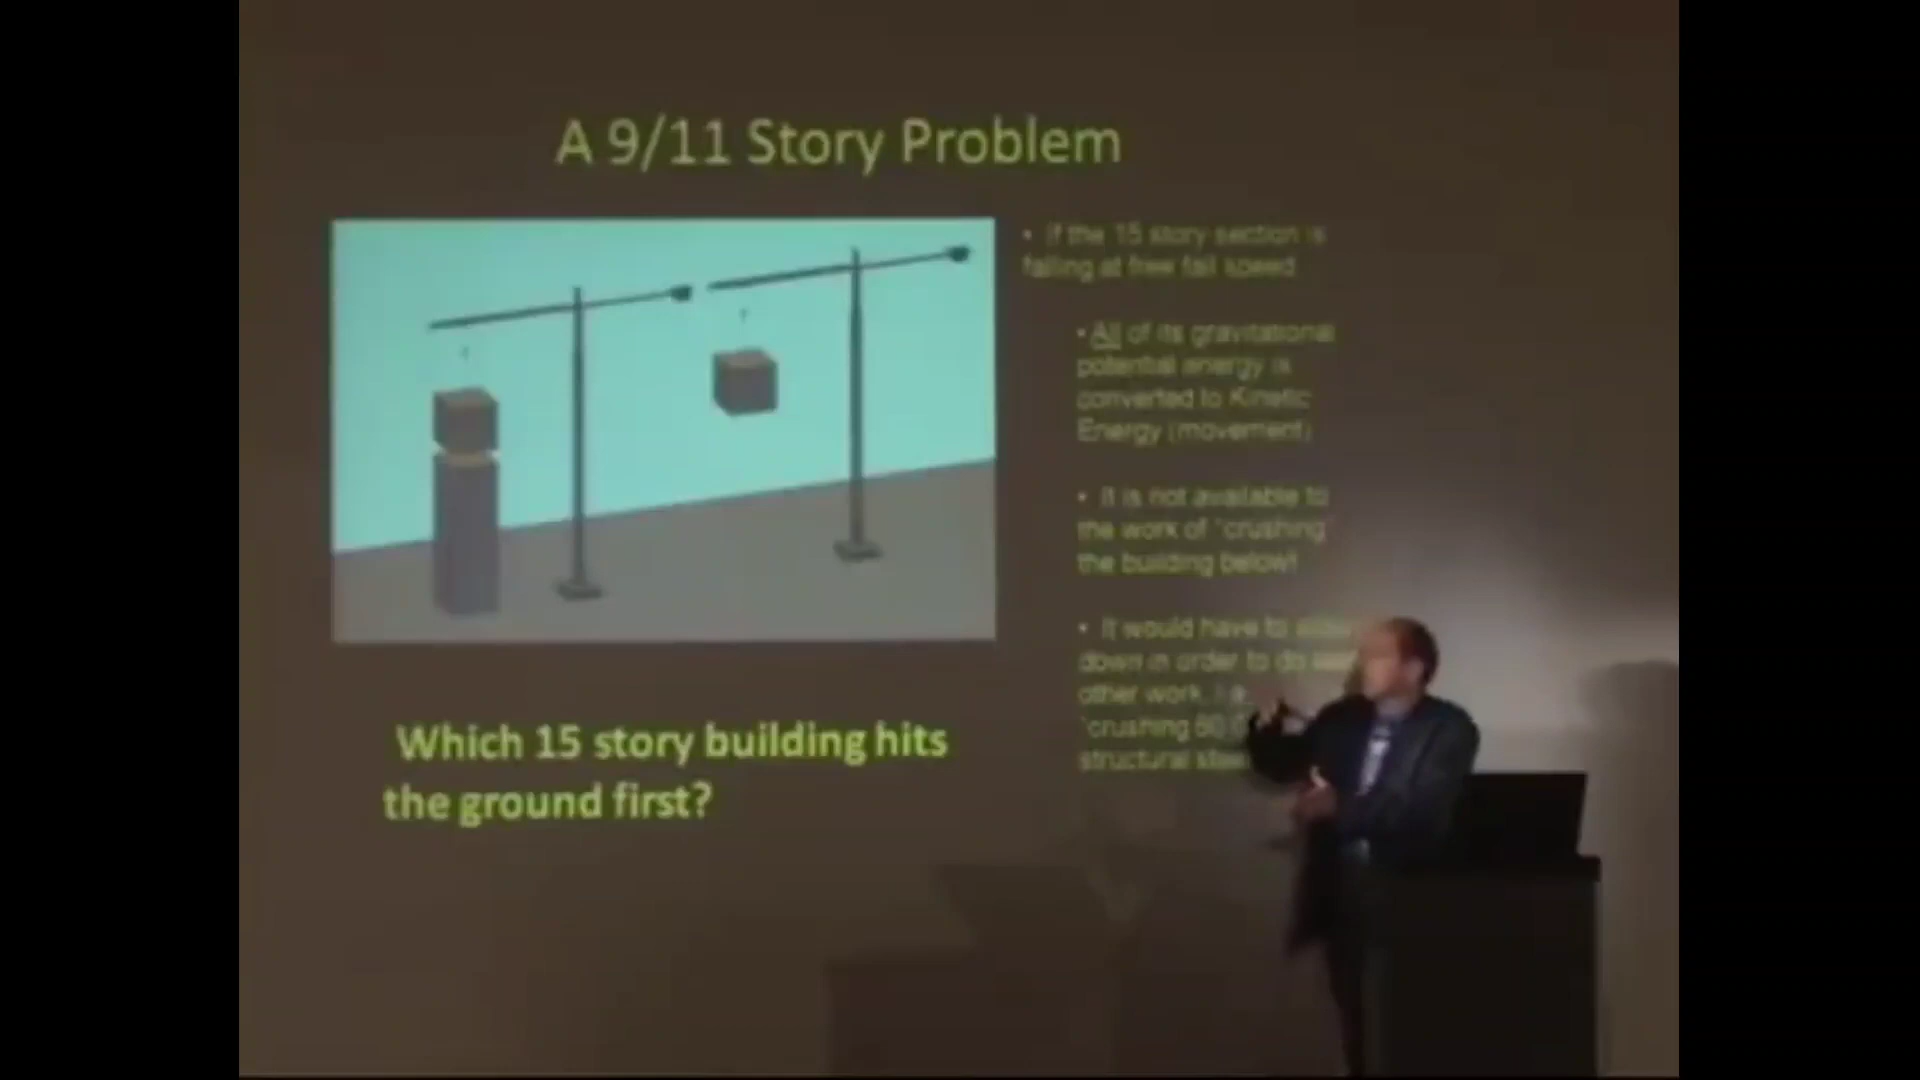 A 9/11 Story Problem
• If the 15 story section is
falling at free fall speed
• All of its gravitational
potential energy is
converted to Kinetic
Energy (movement)
• It is not available to
the work of "crushing"
the building below!
• It would have to
down in order to do
other work,
"crushing 80
structural
Which 15 story building hits
the ground first?